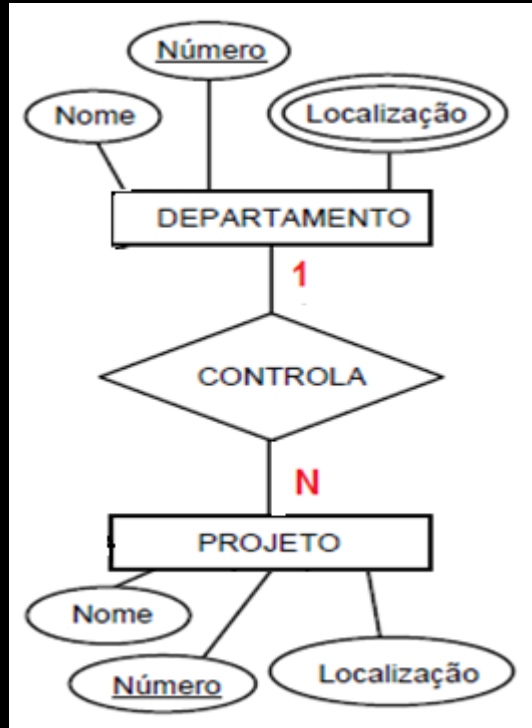 Número
Nome
Localização
DEPARTAMENTO
1
CONTROLA
N
PROJETO
Nome
Número
Localização